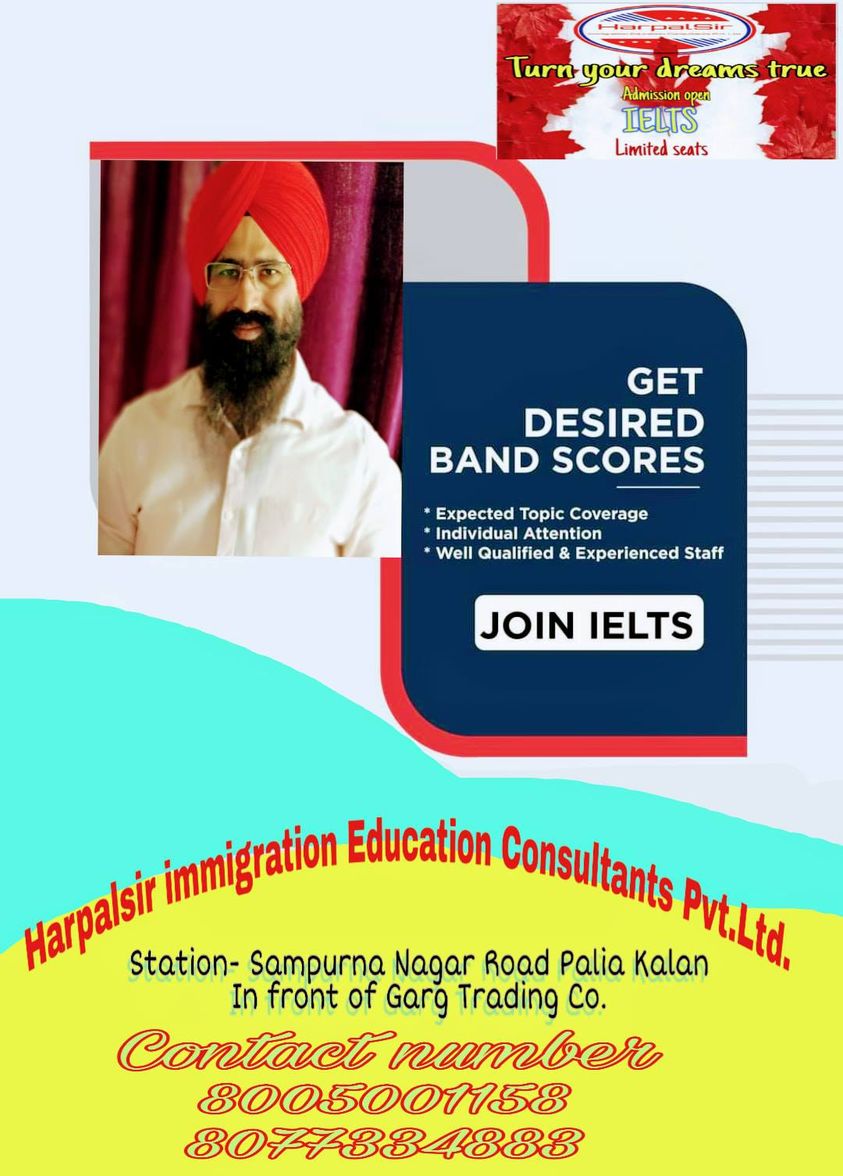 HarpalSir
Turn your dreams true
Admission open
IELTS
Limited seats
GET
DESIRED
BAND SCORES
* Expected Topic Coverage
* Individual Attention
* Well Qualified & Experienced Staff
JOIN IELTS
Harpalsir immigration Education Consultants Pvt.Ltd.
Station- Sampurna Nagar Road Palia Kalan
In front of Garg Trading Co.
Contact number
8005001158
8077334883